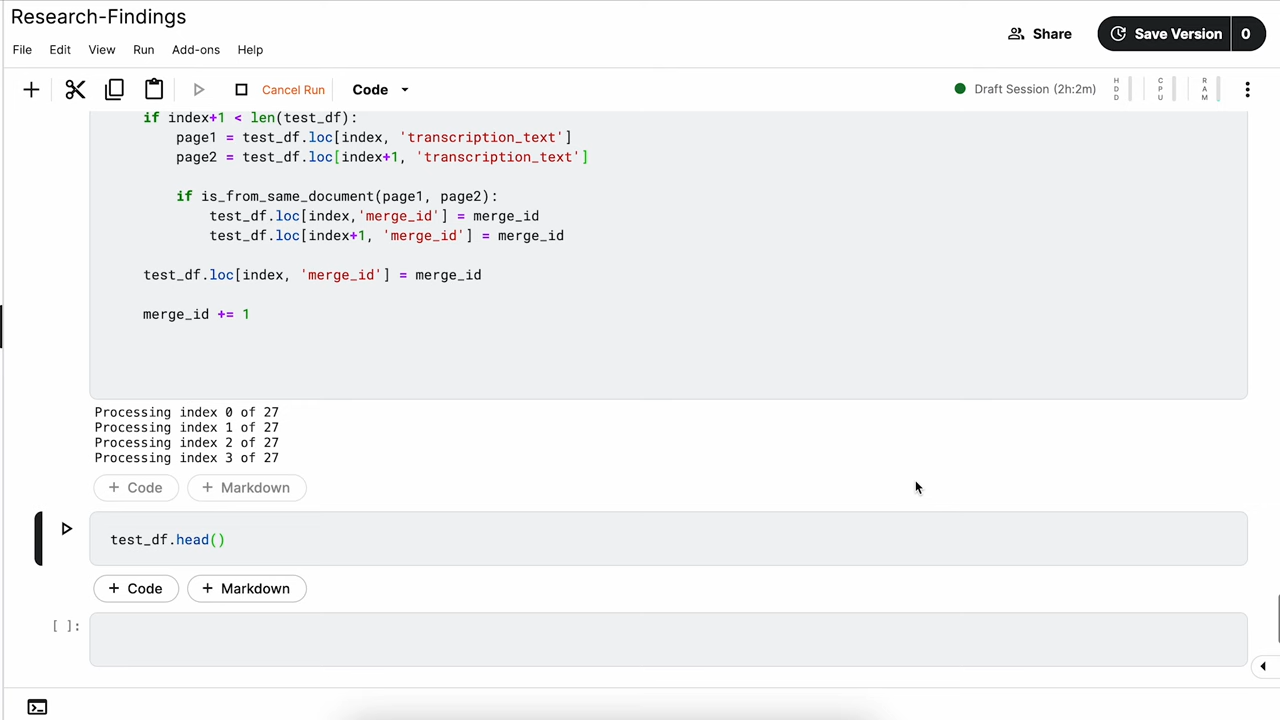 Research-Findings
File Edit View Run Add-ons Help
Share
Save Version 0
Cancel Run
Code
Draft Session (2h:2m)
HDD
CPU
RAM
if index+1 < len(test_df):
page1 = test_df.loc[index, 'transcription_text']
page2 = test_df.loc[index+1, 'transcription_text']
if is_from_same_document(page1, page2):
test_df.loc[index,'merge_id'] = merge_id
test_df.loc[index+1, 'merge_id'] = merge_id
test_df.loc[index, 'merge_id'] = merge_id
merge_id += 1
Processing index 0 of 27
Processing index 1 of 27
Processing index 2 of 27
Processing index 3 of 27
+ Code + Markdown
test_df.head()
+ Code + Markdown
[ ]: